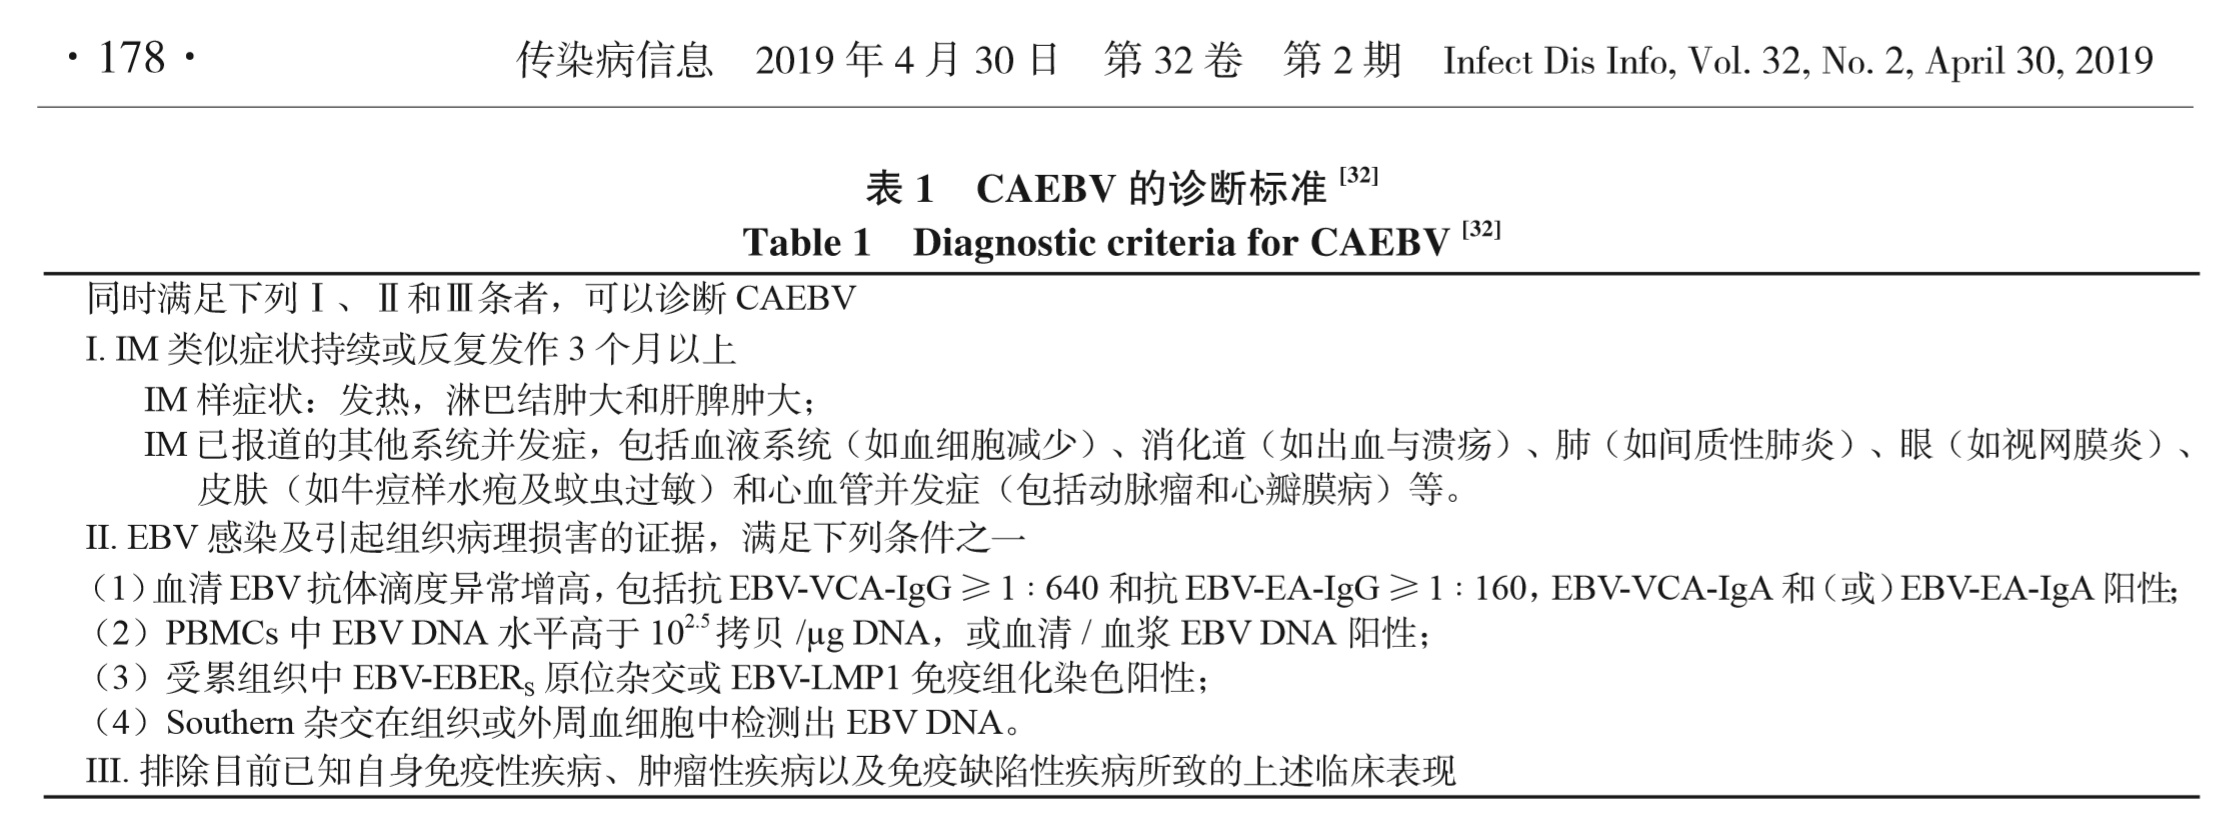 · 178 ·
传染病信息 2019 年 4 月 30 日 第 32 卷 第 2 期 Infect Dis Info, Vol. 32, No. 2, April 30, 2019
表 1 CAEBV 的诊断标准 [32]
Table 1 Diagnostic criteria for CAEBV [32]
同时满足下列Ⅰ、Ⅱ和Ⅲ条者，可以诊断 CAEBV
I. IM 类似症状持续或反复发作 3 个月以上
IM 样症状：发热，淋巴结肿大和肝脾肿大；
IM 已报道的其他系统并发症，包括血液系统（如血细胞减少）、消化道（如出血与溃疡）、肺（如间质性肺炎）、眼（如视网膜炎）、
皮肤（如牛痘样水疱及蚊虫过敏）和心血管并发症（包括动脉瘤和心瓣膜病）等。
II. EBV 感染及引起组织病理损害的证据，满足下列条件之一
（1）血清 EBV 抗体滴度异常增高，包括抗 EBV-VCA-IgG ≥ 1∶640 和抗 EBV-EA-IgG ≥ 1∶160，EBV-VCA-IgA 和（或）EBV-EA-IgA 阳性；
（2）PBMCs 中 EBV DNA 水平高于 10^2.5 拷贝 /μg DNA，或血清 / 血浆 EBV DNA 阳性；
（3）受累组织中 EBV-EBERS 原位杂交或 EBV-LMP1 免疫组化染色阳性；
（4）Southern 杂交在组织或外周血细胞中检测出 EBV DNA。
III. 排除目前已知自身免疫性疾病、肿瘤性疾病以及免疫缺陷性疾病所致的上述临床表现